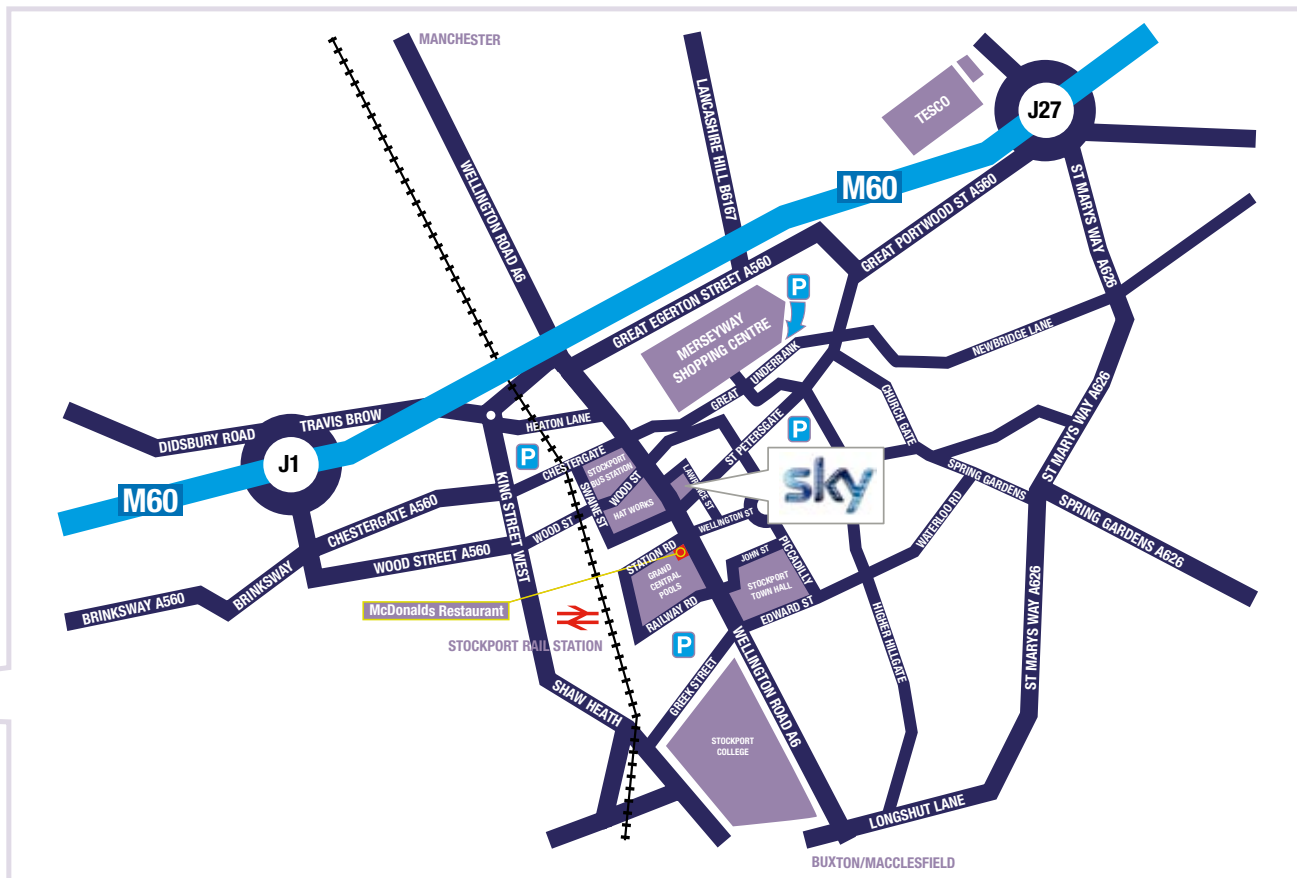 MANCHESTER
LANCASHIRE HILL B6167
TESCO
J27
WELLINGTON ROAD A6
M60
GREAT PORTWOOD ST A560
ST MARYS WAY A626
GREAT EGERTON STREET A560
P
MERSEYWAY
SHOPPING CENTRE
GREAT UNDERBANK
NEWBRIDGE LANE
DIDSBURY ROAD
TRAVIS BROW
HEATON LANE
CHURCH GATE
ST MARYS WAY A626
J1
M60
P
CHESTERGATE
STOCKPORT
BUS STATION
ST PETERSGATE
P
sky
LAWRENCE ST
SWAINE ST
WOOD ST
HAT WORKS
KING STREET WEST
SPRING GARDENS
SPRING GARDENS A626
WATERLOO RD
CHESTERGATE A560
WOOD ST
WELLINGTON ST
BRINKSWAY
WOOD STREET A560
STATION RD
JOHN ST
PICCADILLY
GRAND
CENTRAL
POOLS
STOCKPORT
TOWN HALL
BRINKSWAY A560
McDonalds Restaurant
RAILWAY RD
EDWARD ST
STOCKPORT RAIL STATION
P
HIGHER HILLGATE
ST MARYS WAY A626
SHAW HEATH
GREEK STREET
WELLINGTON ROAD A6
STOCKPORT
COLLEGE
LONGSHUT LANE
BUXTON/MACCLESFIELD